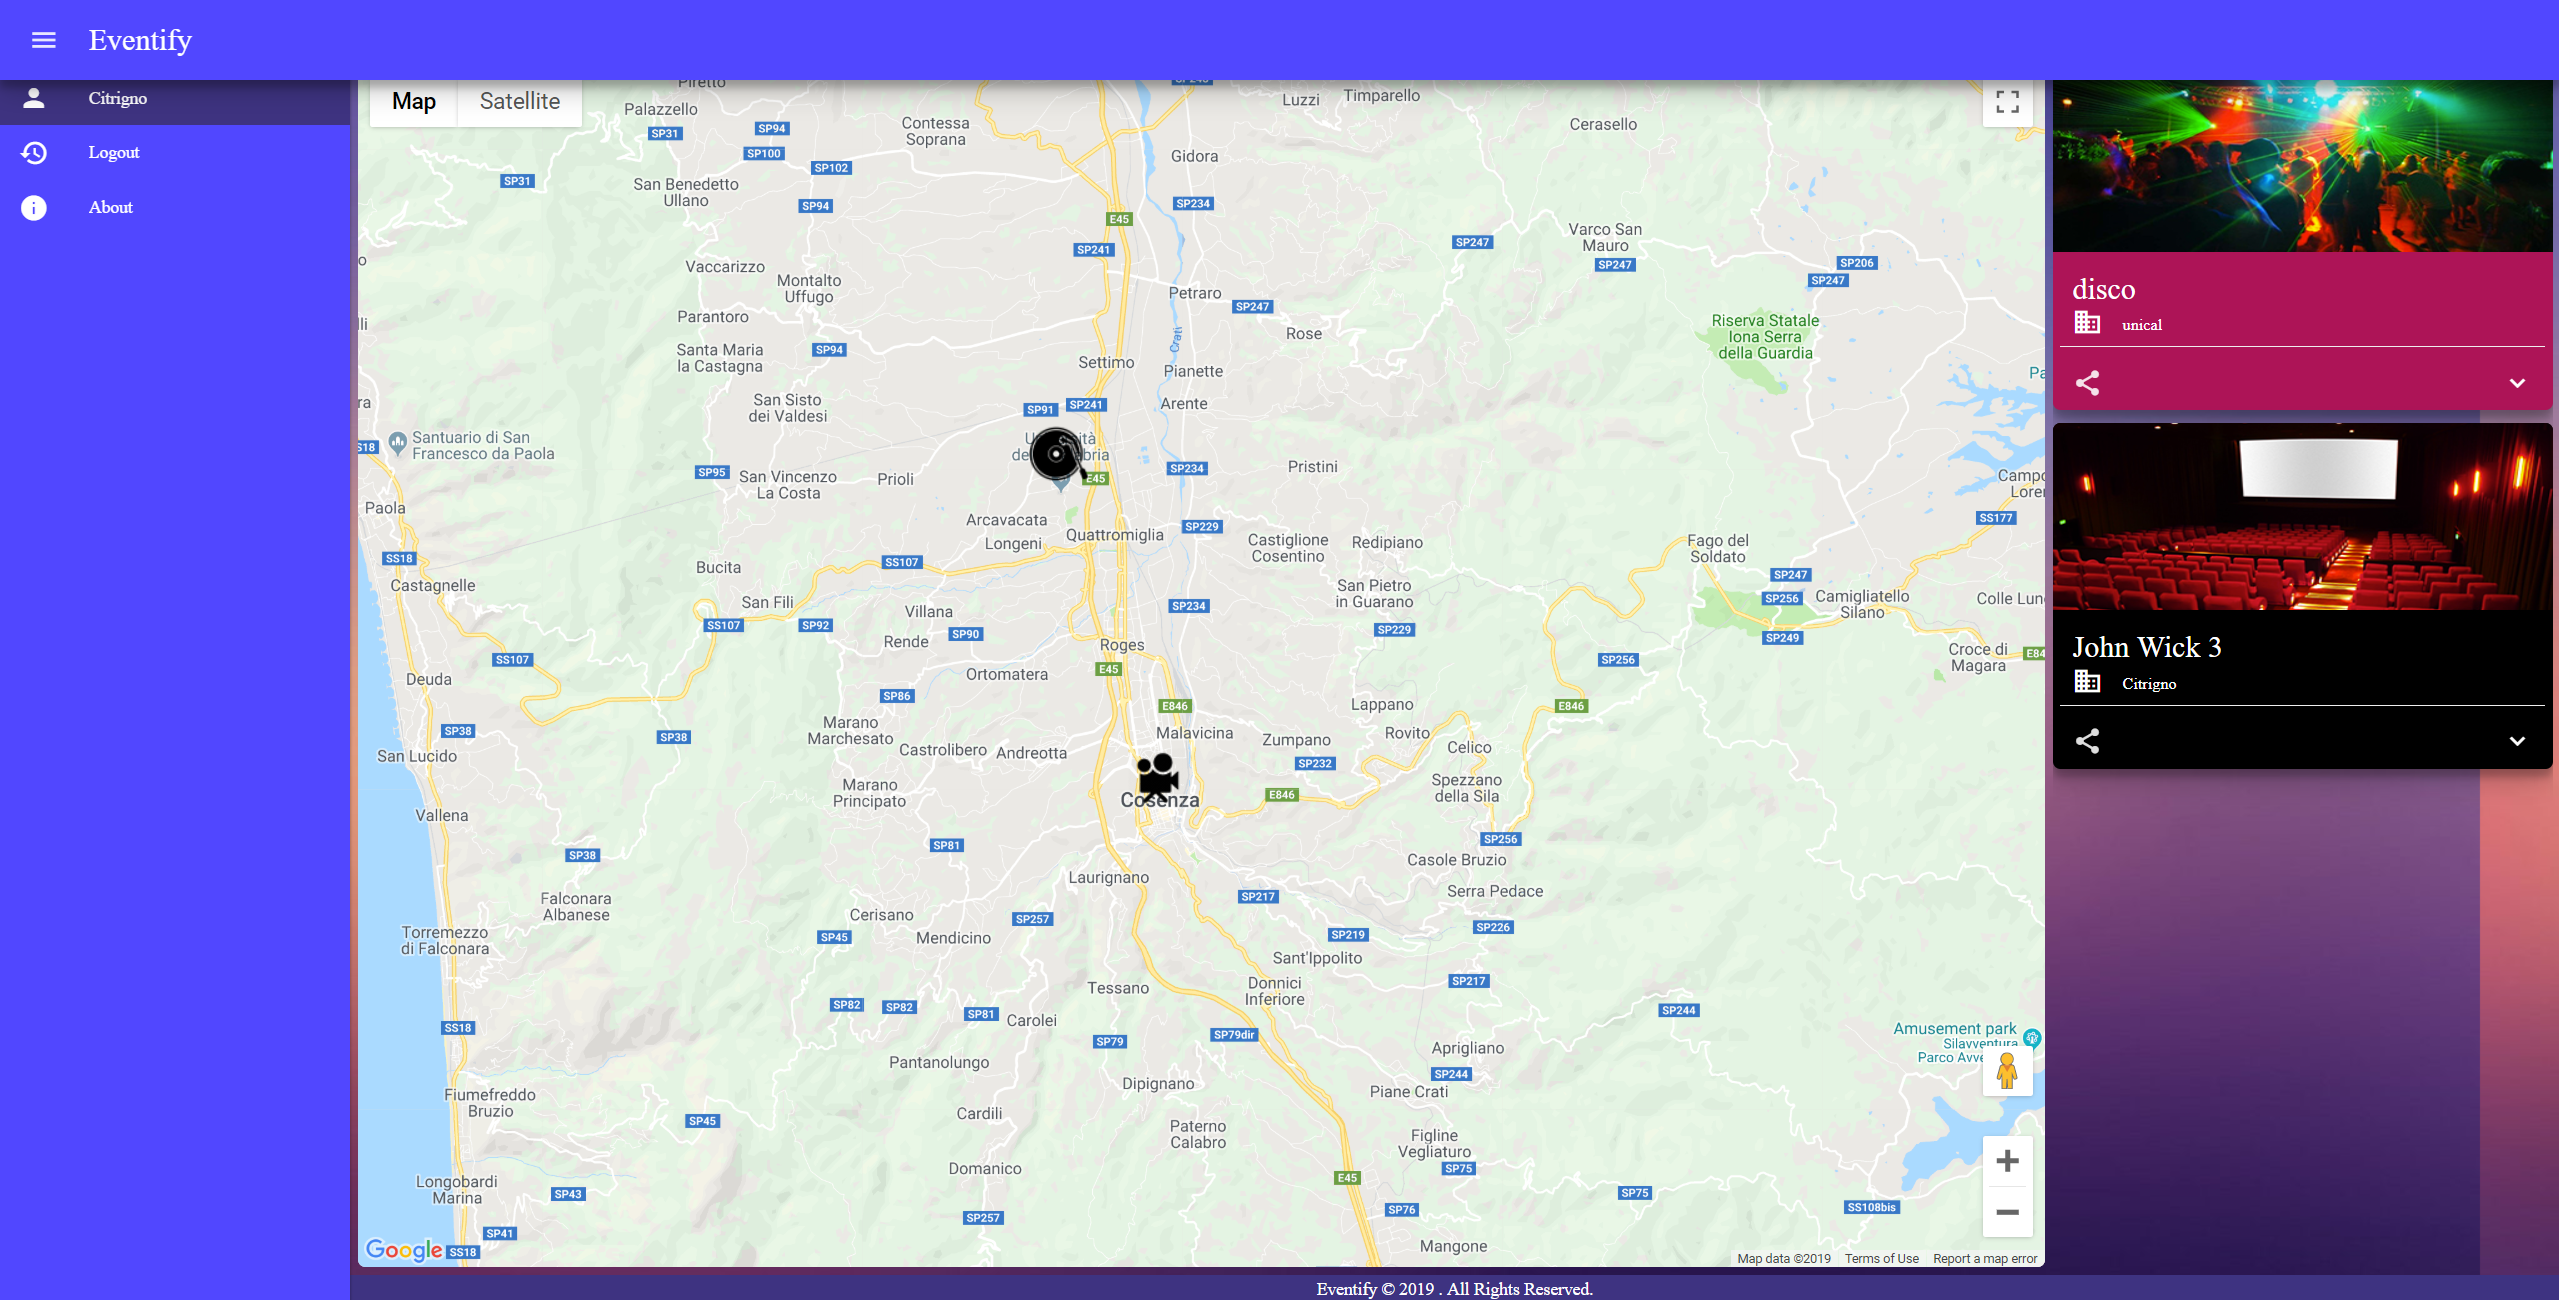 Eventify
Citrigno
Logout
About
Map
Satellite
Piretto
Palazzello
SP31
SP94
SP100
SP102
Contessa
Soprana
Luzzi
Timparello
Cerasello
Gidora
SP31
San Benedetto
Ullano
SP94
SP234
E45
SP241
Varco San
Mauro
SP247
SP247
SP206
SP247
Vaccarizzo
Montalto
Uffugo
Petraro
SP247
Parantoro
Rose
Crati
Riserva Statale
Iona Serra
della Guardia
Santa Maria
la Castagna
SP94
Settimo
Pianette
San Sisto
dei Valdesi
SP91
SP241
Arente
Santuario di San
Francesco da Paola
SP95
San Vincenzo
La Costa
Prioli
E45
SP234
Pristini
Paola
Arcavacata
Longeni
Quattromiglia
SP229
Castiglione
Cosentino
Redipiano
Fago del
Soldato
SS177
SS18
Castagnelle
Bucita
SS107
San Pietro
in Guarano
SP247
SP256
Camigliatello
Silano
San Fili
SS107
SP92
Villana
Rende
SP90
SP234
SP229
SP249
SS107
Roges
E45
SP256
Croce di
Magara
Deuda
Ortomatera
SP86
SP38
SP38
Marano
Marchesato
Castrolibero
Andreotta
E846
Malavicina
Lappano
E846
Zumpano
Rovito
Celico
San Lucido
SP232
Marano
Principato
Spezzano
della Sila
Cosenza
E846
Vallena
SP81
SP256
SP38
Casole Bruzio
Laurignano
Serra Pedace
SP217
Falconara
Albanese
Cerisano
SP257
SP226
Torremezzo
di Falconara
SP45
Mendicino
SP219
Sant'Ippolito
Tessano
Donnici
Inferiore
SP217
SS18
SP82
SP82
SP81
Carolei
SP244
SP79
SP79dir
Aprigliano
Amusement park
Silavventura
Pantanolungo
Dipignano
SP244
Piane Crati
Fiumefreddo
Bruzio
Cardili
SP45
Paterno
Calabro
Figline
Vegliaturo
SP75
Domanico
E45
Longobardi
Marina
SP43
SP75
SP257
SP76
SS108bis
SP41
SS18
Mangone
Google
Map data ©2019
Terms of Use
Report a map error
disco
unical
John Wick 3
Citrigno
Eventify © 2019 . All Rights Reserved.